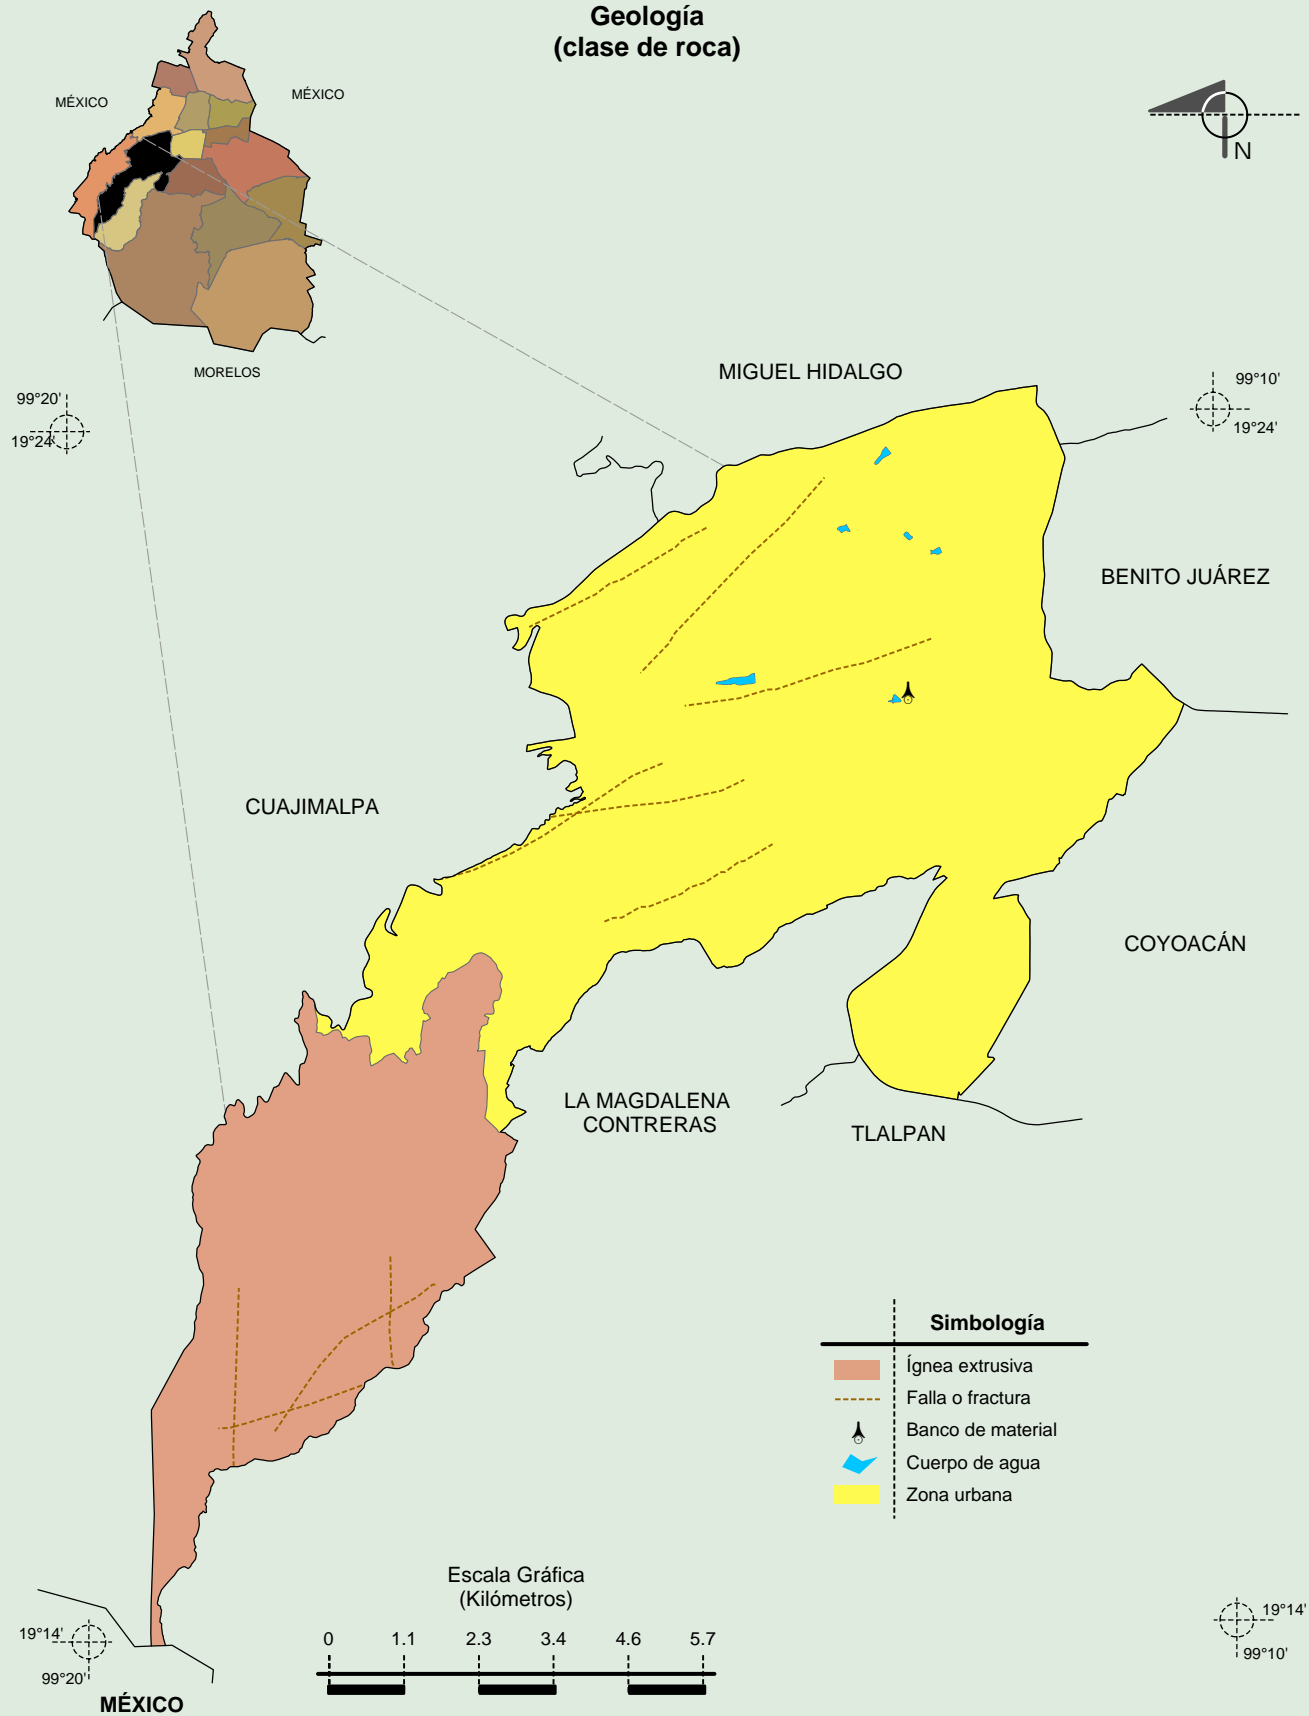 Geología
(clase de roca)
MÉXICO
MÉXICO
N
MORELOS
MIGUEL HIDALGO
99°20'
19°24'
99°10'
19°24'
BENITO JUÁREZ
CUAJIMALPA
COYOACÁN
LA MAGDALENA
CONTRERAS
TLALPAN
Simbología
Ígnea extrusiva
Falla o fractura
Banco de material
Cuerpo de agua
Zona urbana
Escala Gráfica
(Kilómetros)
0 1.1 2.3 3.4 4.6 5.7
19°14'
99°20'
19°14'
99°10'
MÉXICO